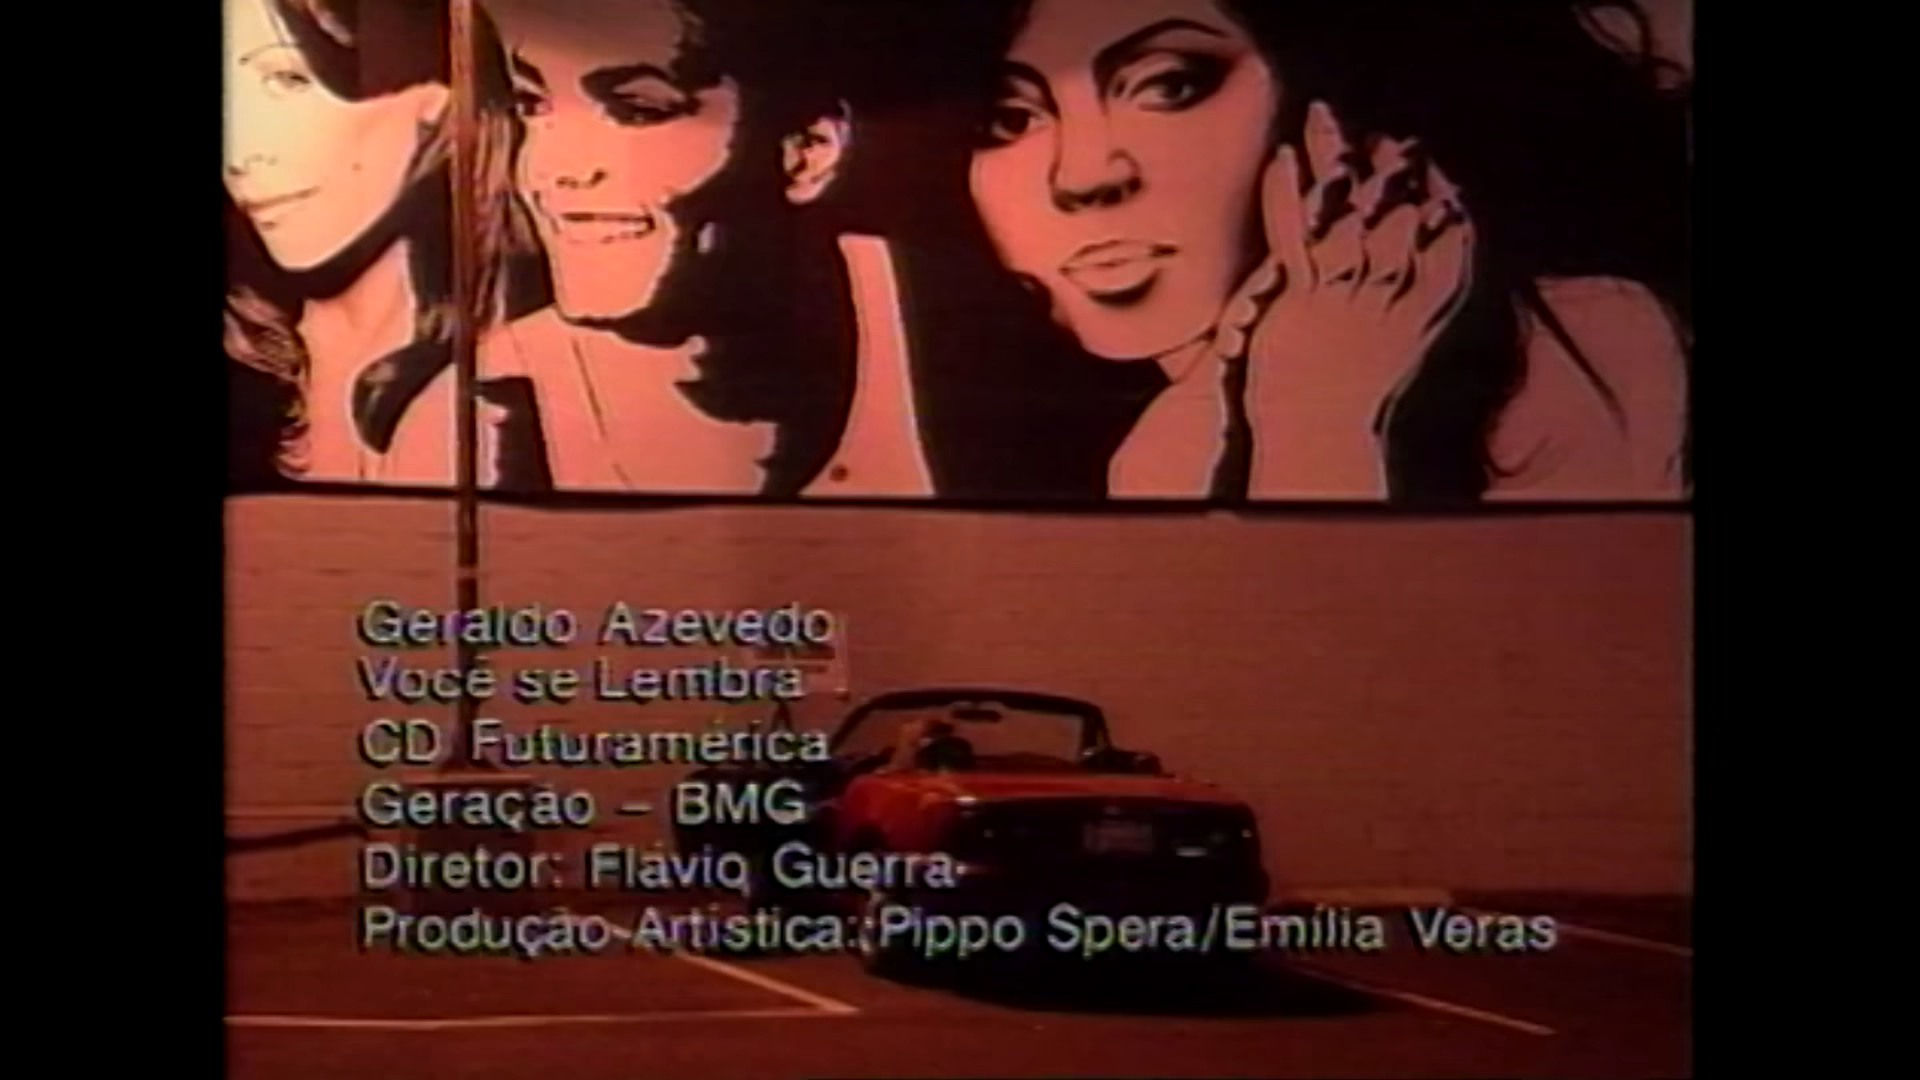 Geraldo Azevedo
Você se Lembra
CD Futuramérica
Geração - BMG
Diretor: Flávio Guerra
Produção Artística: Pippo Spera/Emília Veras